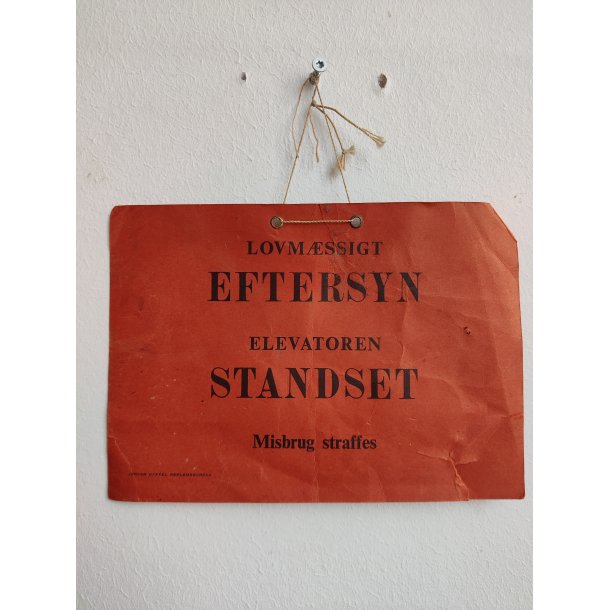 LOVMÆSSIGT
EFTERSYN
ELEVATOREN
STANDSET
Misbrug straffes